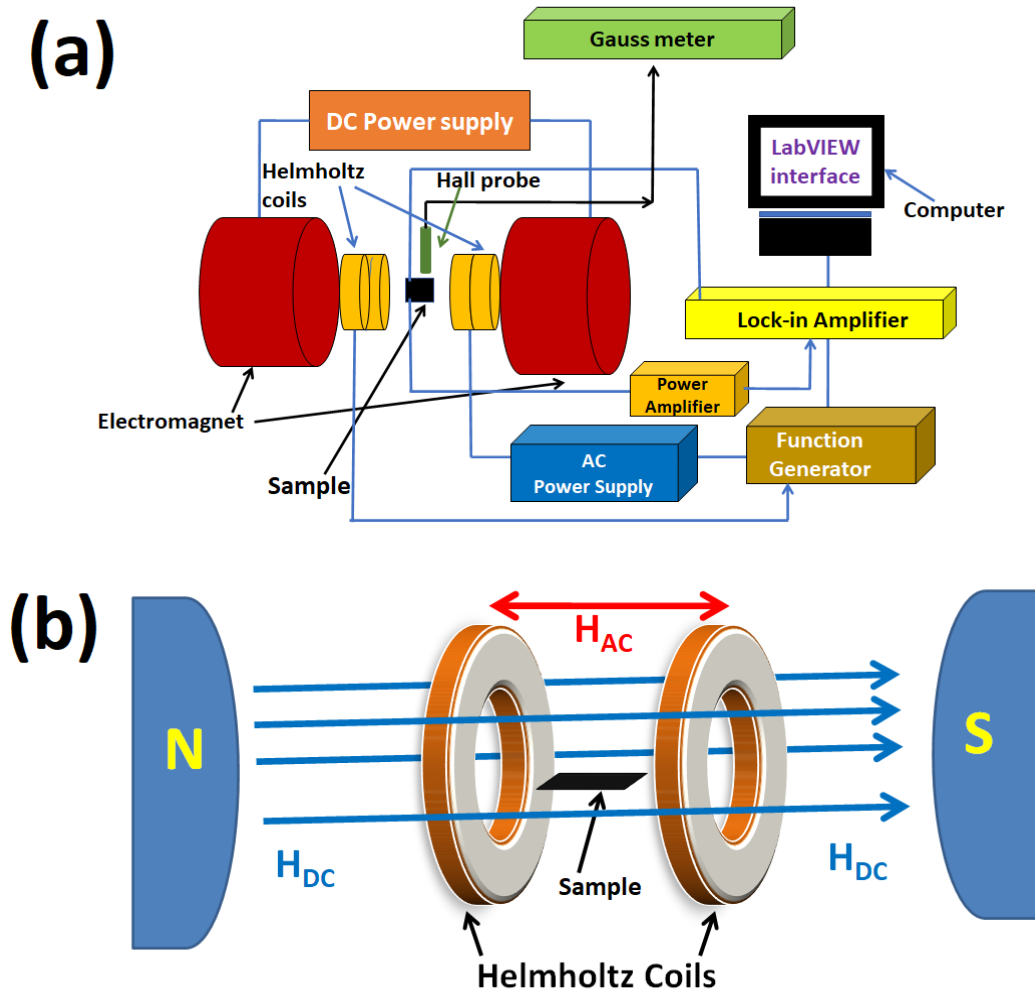 (a)
Gauss meter
DC Power supply
LabVIEW
interface
Helmholtz
coils
Hall probe
Computer
Lock-in Amplifier
Power
Amplifier
Electromagnet
Function
Generator
AC
Power Supply
Sample
(b)
HAC
N
S
HDC
Sample
HDC
Helmholtz Coils